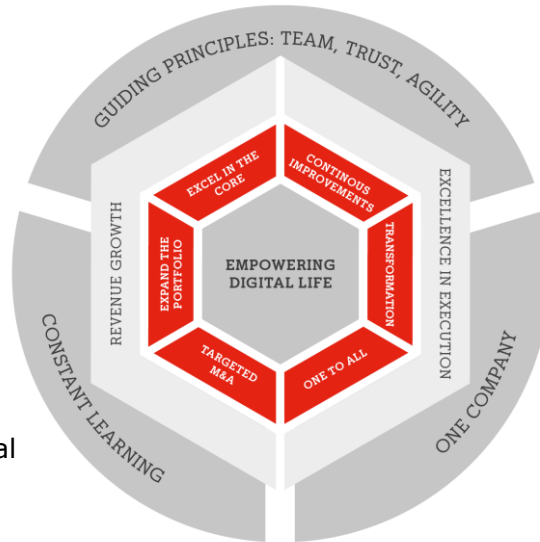 GUIDING PRINCIPLES: TEAM, TRUST, AGILITY
EXCEL IN THE
CORE
CONTINOUS
IMPROVEMENTS
REVENUE GROWTH
EXPAND THE
PORTFOLIO
EMPOWERING
DIGITAL LIFE
TRANSFORMATION
EXCELLENCE IN EXECUTION
TARGETED
M&A
ONE TO ALL
CONSTANT LEARNING
ONE COMPANY
al